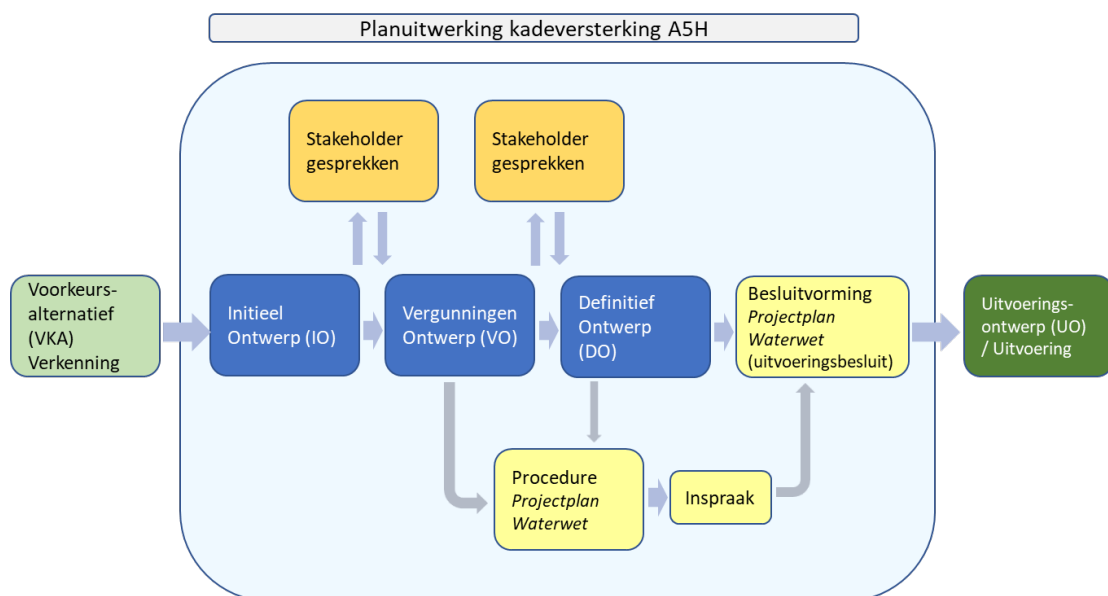 Planuitwerking kadeversterking A5H
Stakeholder
gesprekken
Stakeholder
gesprekken
Voorkeurs-
alternatief
(VKA)
Verkenning
Initieel
Ontwerp (IO)
Vergunningen
Ontwerp (VO)
Definitief
Ontwerp
(DO)
Besluitvorming
Projectplan
Waterwet
(uitvoeringsbesluit)
Uitvoerings-
ontwerp (UO)
/ Uitvoering
Procedure
Projectplan
Waterwet
Inspraak